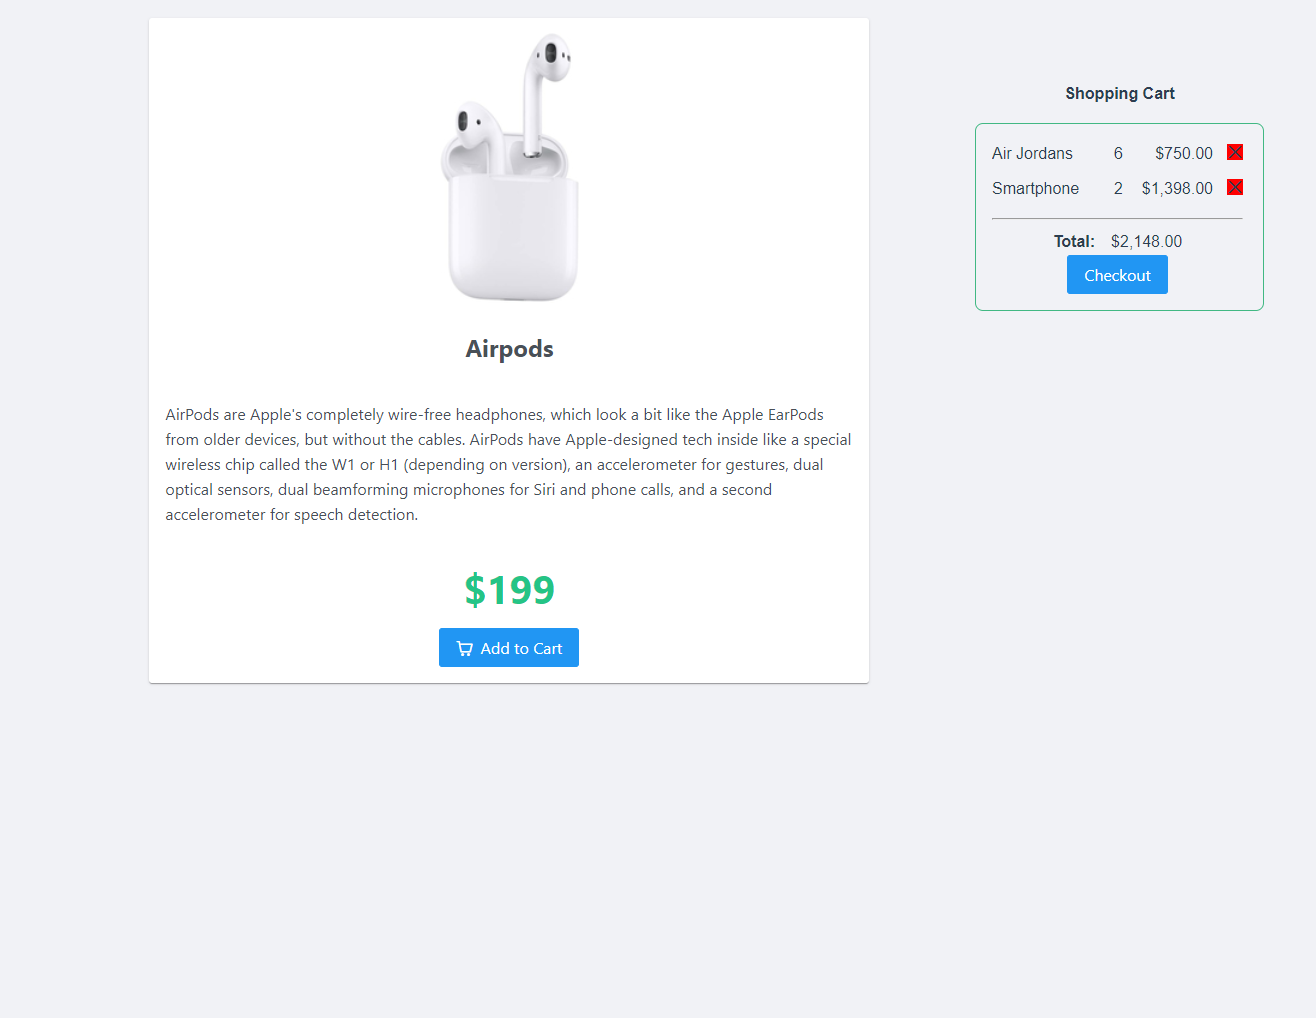 Airpods
AirPods are Apple's completely wire-free headphones, which look a bit like the Apple EarPods
from older devices, but without the cables. AirPods have Apple-designed tech inside like a special
wireless chip called the W1 or H1 (depending on version), an accelerometer for gestures, dual
optical sensors, dual beamforming microphones for Siri and phone calls, and a second
accelerometer for speech detection.
$199
Add to Cart
Shopping Cart
Air Jordans 6 $750.00
Smartphone 2 $1,398.00
Total: $2,148.00
Checkout